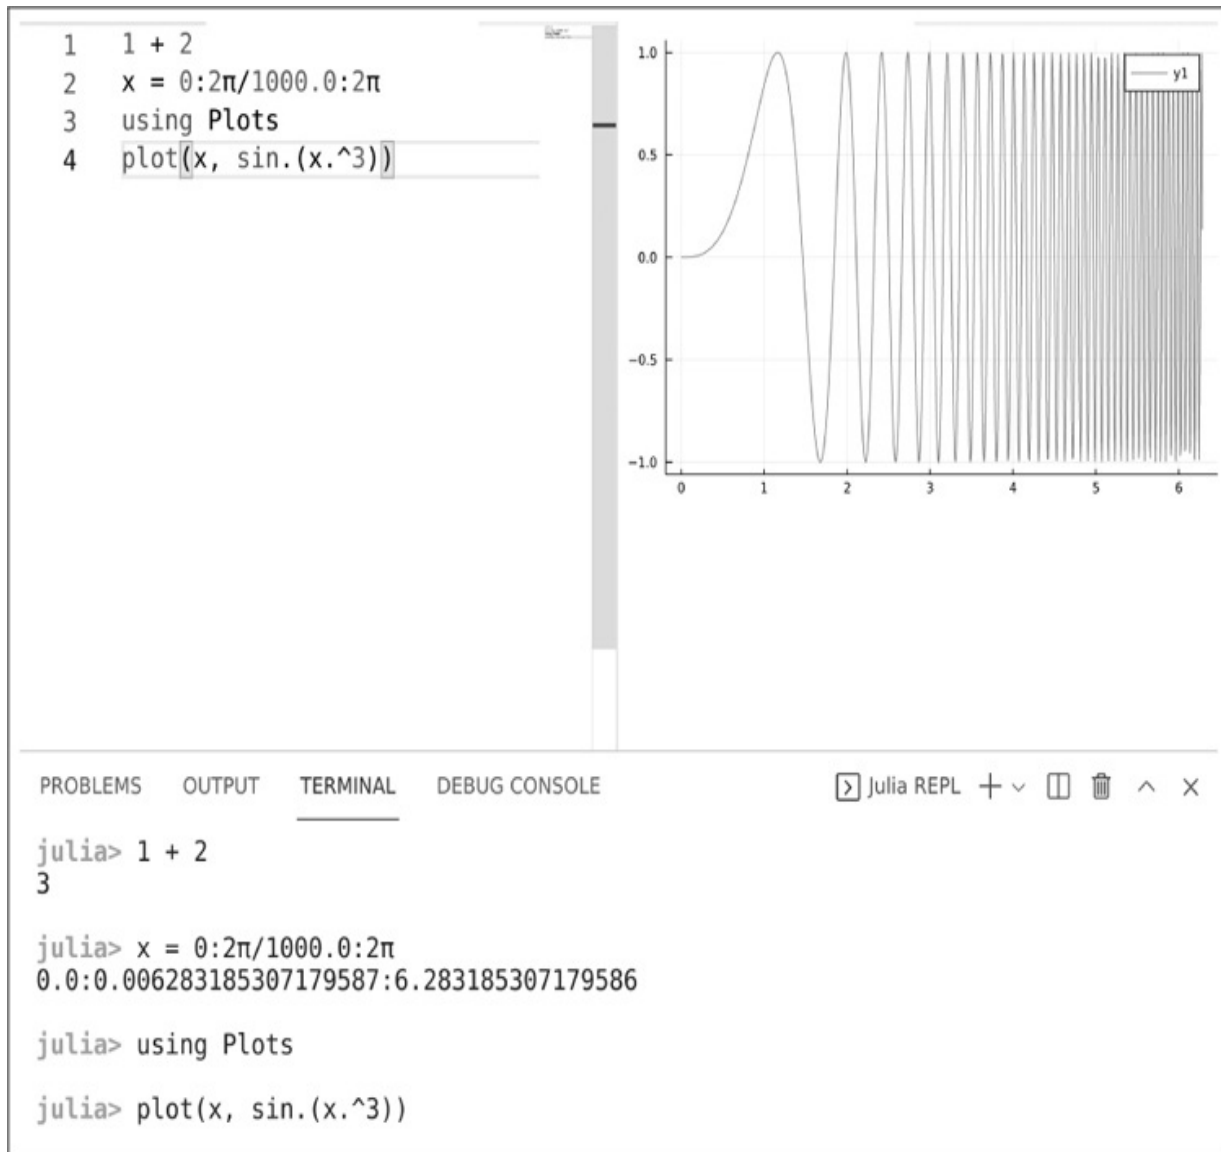 1 1 + 2
2 x = 0:2π/1000.0:2π
3 using Plots
4 plot(x, sin.(x.^3))
1.0
0.5
0.0
−0.5
−1.0
0 1 2 3 4 5 6
y1
PROBLEMS OUTPUT TERMINAL DEBUG CONSOLE Julia REPL
julia> 1 + 2
3
julia> x = 0:2π/1000.0:2π
0.0:0.006283185307179587:6.283185307179586
julia> using Plots
julia> plot(x, sin.(x.^3))